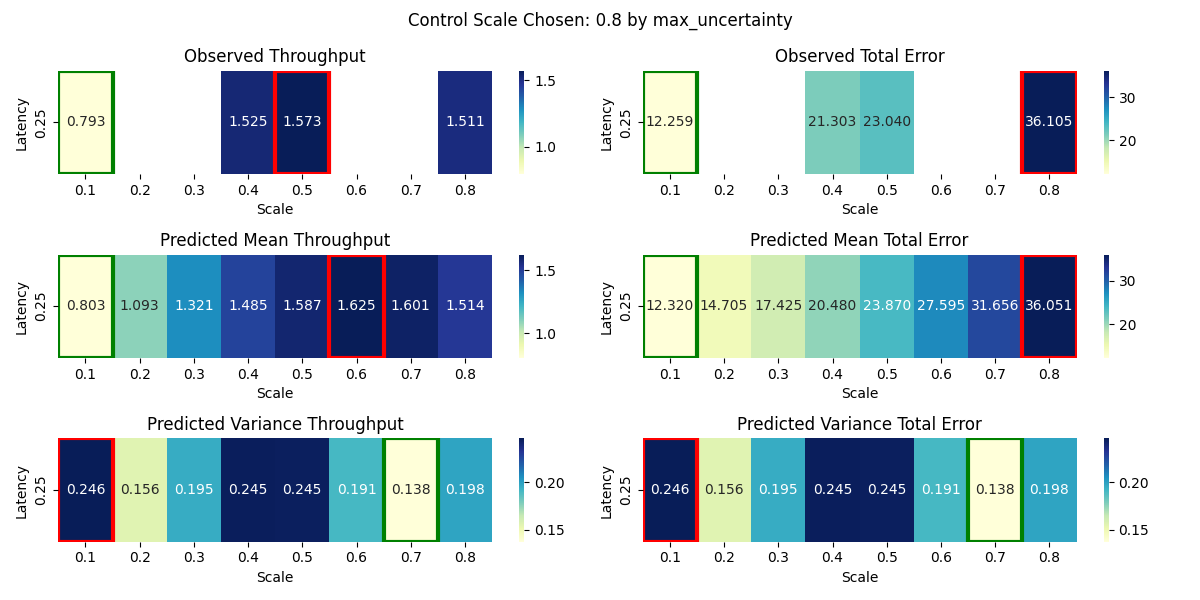 Control Scale Chosen: 0.8 by max_uncertainty
Observed Throughput
Latency
0.25
0.793
1.525
1.573
1.511
0.1 0.2 0.3 0.4 0.5 0.6 0.7 0.8
Scale
1.5
1.0
Observed Total Error
Latency
0.25
12.259
21.303
23.040
36.105
0.1 0.2 0.3 0.4 0.5 0.6 0.7 0.8
Scale
30
20
Predicted Mean Throughput
Latency
0.25
0.803 1.093 1.321 1.485 1.587 1.625 1.601 1.514
0.1 0.2 0.3 0.4 0.5 0.6 0.7 0.8
Scale
1.5
1.0
Predicted Mean Total Error
Latency
0.25
12.320 14.705 17.425 20.480 23.870 27.595 31.656 36.051
0.1 0.2 0.3 0.4 0.5 0.6 0.7 0.8
Scale
30
20
Predicted Variance Throughput
Latency
0.25
0.246 0.156 0.195 0.245 0.245 0.191 0.138 0.198
0.1 0.2 0.3 0.4 0.5 0.6 0.7 0.8
Scale
0.20
0.15
Predicted Variance Total Error
Latency
0.25
0.246 0.156 0.195 0.245 0.245 0.191 0.138 0.198
0.1 0.2 0.3 0.4 0.5 0.6 0.7 0.8
Scale
0.20
0.15